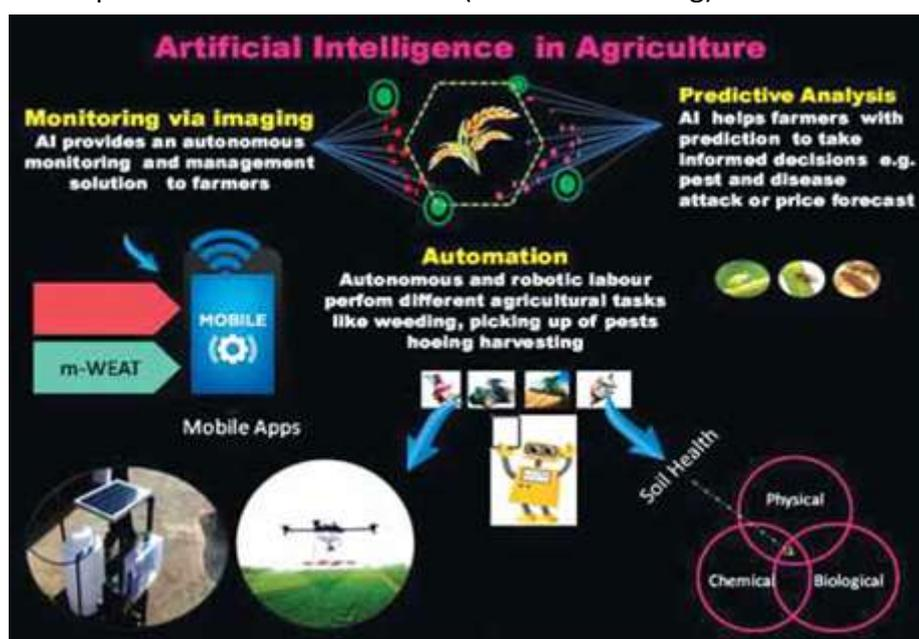 Artificial Intelligence in Agriculture
Monitoring via imaging
AI provides an autonomous
monitoring and management
solution to farmers
Predictive Analysis
AI helps farmers with
prediction to take
informed decisions e.g.
pest and disease
attack or price forecast
Automation
Autonomous and robotic labour
perfom different agricultural tasks
like weeding, picking up of pests
hoeing harvesting
MOBILE
m-WEAT
Mobile Apps
Soil Health
Physical
Chemical
Biological